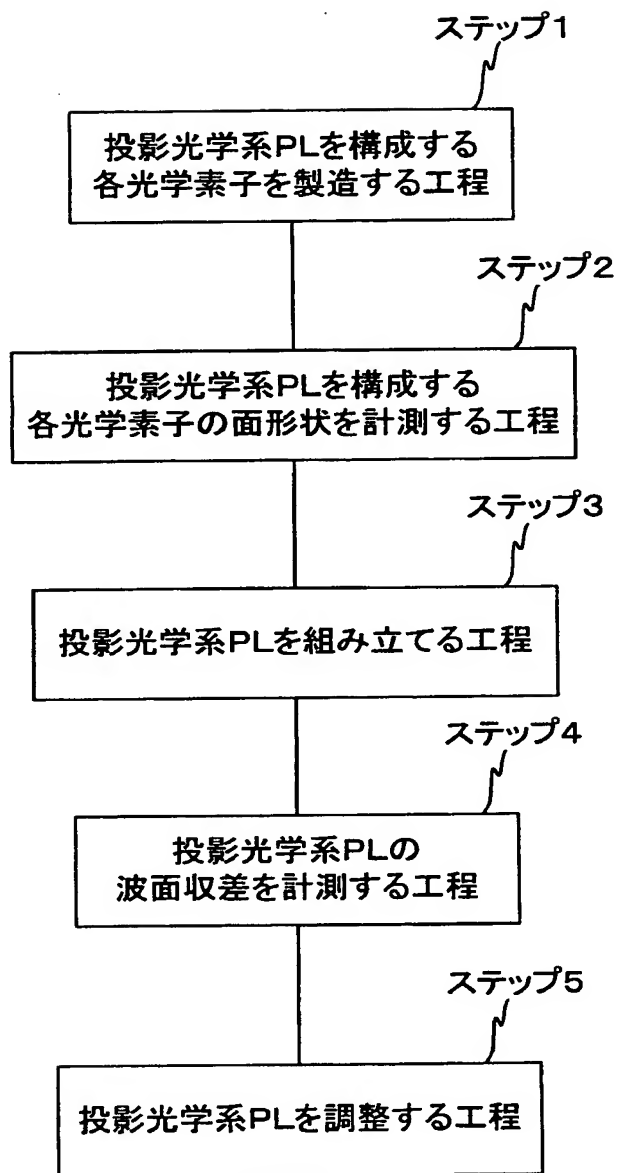 ステップ1
投影光学系PLを構成する
各光学素子を製造する工程
ステップ2
投影光学系PLを構成する
各光学素子の面形状を計測する工程
ステップ3
投影光学系PLを組み立てる工程
ステップ4
投影光学系PLの
波面収差を計測する工程
ステップ5
投影光学系PLを調整する工程